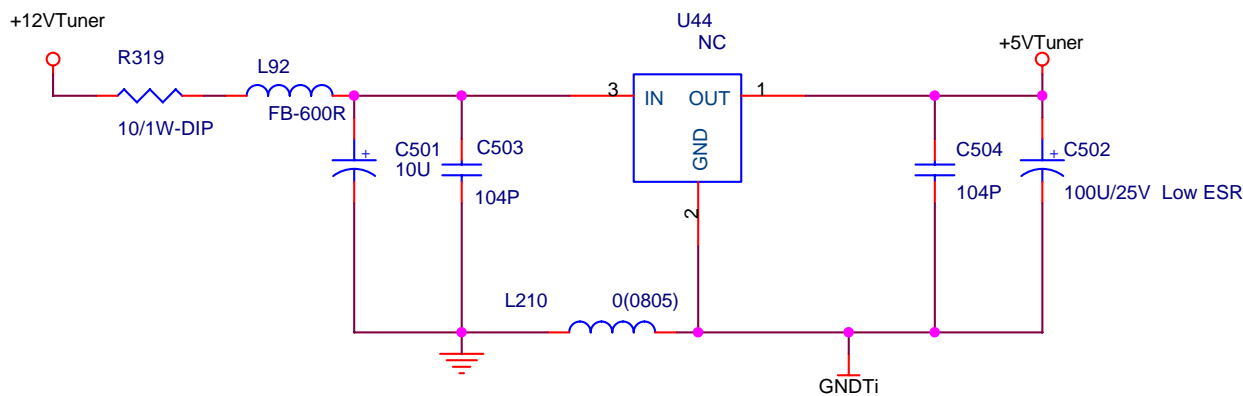 +12VTuner
R319
10/1W-DIP
L92
FB-600R
C501
10U
C503
104P
U44
NC
3
IN
OUT
1
GND
2
+5VTuner
C504
104P
C502
100U/25V Low ESR
L210
0(0805)
GNDTi